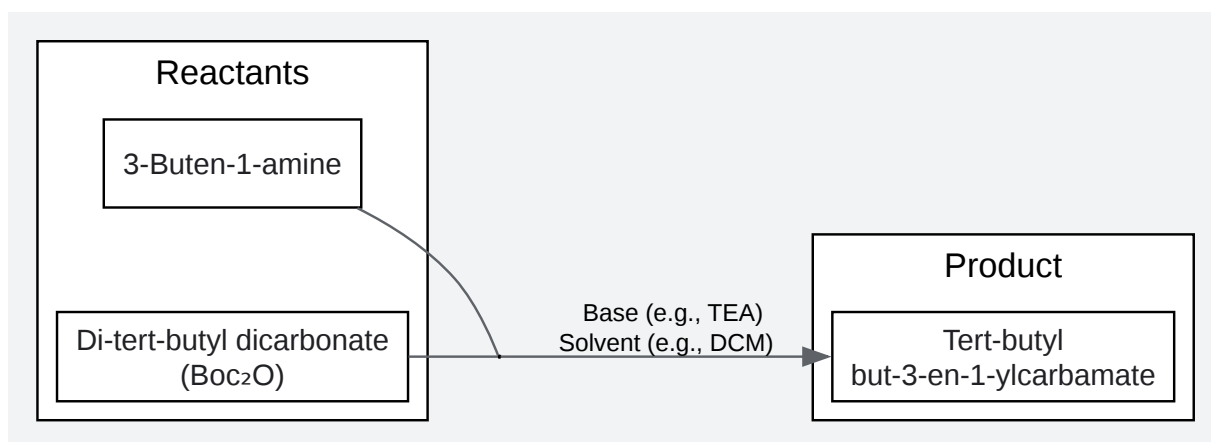 Reactants
3-Buten-1-amine
Di-tert-butyl dicarbonate
(Boc₂O)
Base (e.g., TEA)
Solvent (e.g., DCM)
Product
Tert-butyl
but-3-en-1-ylcarbamate